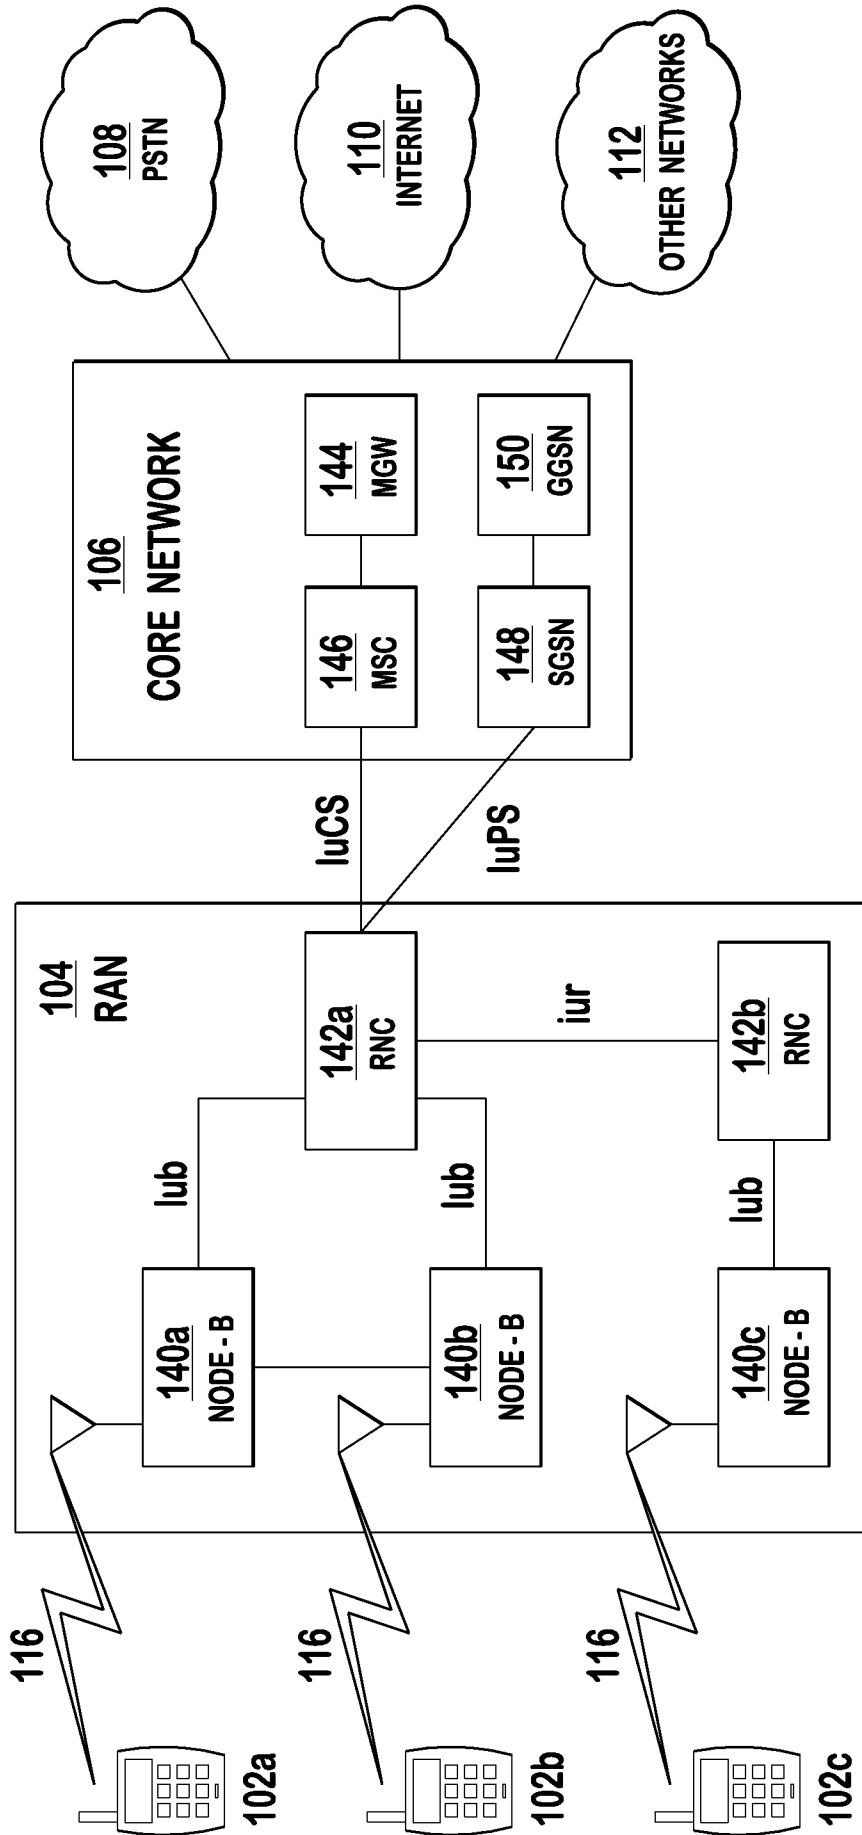 108
PSTN
110
INTERNET
112
OTHER NETWORKS
106
CORE NETWORK
144
MGW
146
MSC
150
GGSN
148
SGSN
IuCS
IuPS
104
RAN
142a
RNC
iur
142b
RNC
Iub
Iub
Iub
140a
NODE - B
140b
NODE - B
140c
NODE - B
116
116
116
102a
102b
102c